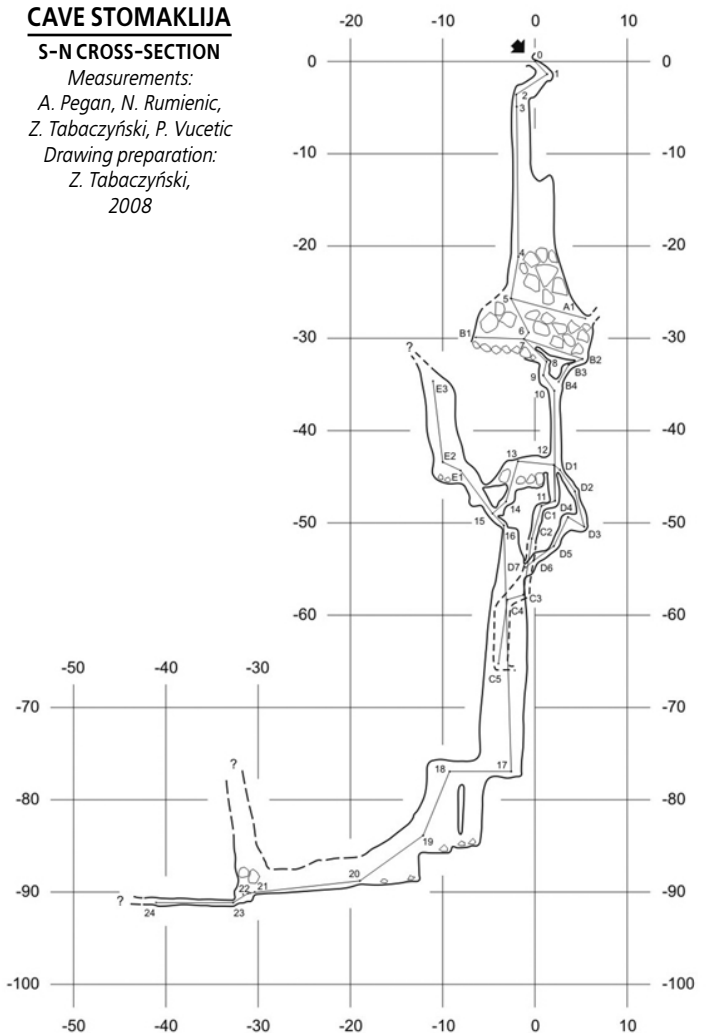 CAVE STOMAKLIJA
S-N CROSS-SECTION
Measurements:
A. Pegan, N. Rumienic,
Z. Tabaczyński, P. Vucetic
Drawing preparation:
Z. Tabaczyński,
2008
-20 -10 0 10
0 0
0
1
2
3
-10 -10
-20 -20
4
5
A1
-30 -30
B1
6
7
B2
?
8
B3
9
B4
E3
10
-40 -40
12
13
E2
D1
E1
D2
11
14
C1
D4
15
-50 -50
16
C2
D3
D5
D7
D6
-60 -60
C3
C4
-50 -40 -30
C5
-70 -70
?
18
17
-80 -80
19
20
-90 -90
22
21
?
24
23
-100 -100
-50 -40 -30 -20 -10 0 10